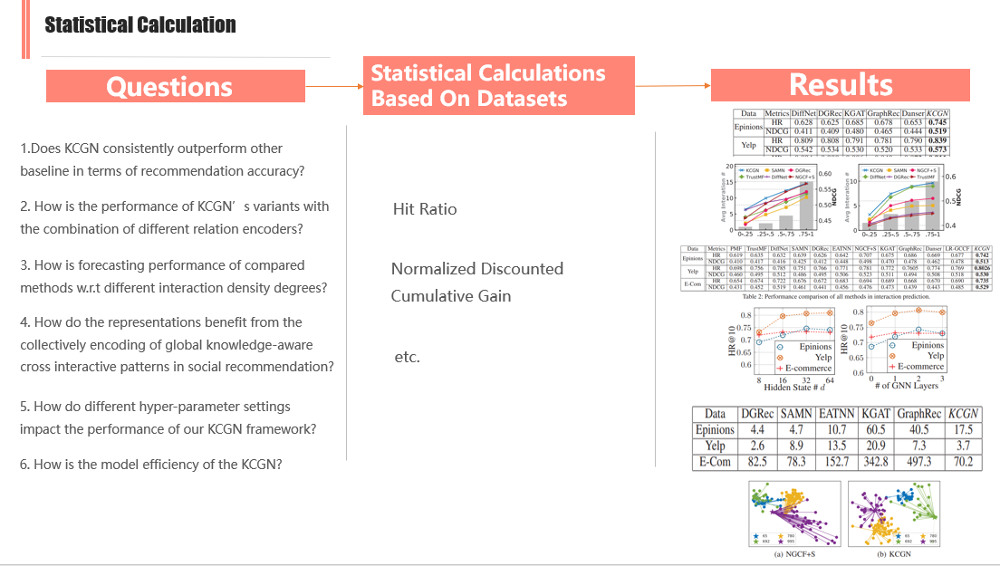 Statistical Calculation
Questions
Statistical Calculations
Based On Datasets
Results
1.Does KCGN consistently outperform other
baseline in terms of recommendation accuracy?
2. How is the performance of KCGN’s variants with
the combination of different relation encoders?
3. How is forecasting performance of compared
methods w.r.t different interaction density degrees?
4. How do the representations benefit from the
collectively encoding of global knowledge-aware
cross interactive patterns in social recommendation?
5. How do different hyper-parameter settings
impact the performance of our KCGN framework?
6. How is the model efficiency of the KCGN?
Hit Ratio
Normalized Discounted
Cumulative Gain
etc.
Data Metrics DiffNet DGRec KGAT GraphRec Danser KCGN
Epinions HR 0.628 0.625 0.685 0.678 0.653 0.745
NDCG 0.411 0.409 0.480 0.465 0.444 0.519
Yelp HR 0.809 0.808 0.791 0.781 0.790 0.839
NDCG 0.542 0.534 0.530 0.520 0.533 0.573
KCGN SAMN DGRec
TrustMF DiffNet NGCF+S
Avg Interation #
20
15
10
5
0
0.60
0.55
0.50
0.45
NDCG
0~.25 .25~.5 .5~.75 .75~1
KCGN SAMN NGCF+S
DiffNet DGRec TrustMF
Avg Interation #
10
5
0
0.6
0.5
0.4
NDCG
Data Metrics PMF TrustMF DiffNet SAMN DGRec EATNN NGCF+S KGAT GraphRec Danser LR-GCCF KCGN
Epinions HR 0.619 0.635 0.632 0.639 0.626 0.642 0.707 0.675 0.686 0.669 0.677 0.742
NDCG 0.410 0.417 0.416 0.425 0.412 0.448 0.498 0.470 0.478 0.462 0.478 0.513
Yelp HR 0.698 0.756 0.785 0.751 0.766 0.771 0.781 0.772 0.7605 0.774 0.769 0.8026
NDCG 0.460 0.495 0.512 0.486 0.495 0.506 0.523 0.511 0.494 0.508 0.518 0.530
E-Com HR 0.654 0.674 0.722 0.676 0.672 0.683 0.694 0.689 0.668 0.670 0.690 0.735
NDCG 0.431 0.452 0.519 0.461 0.441 0.456 0.476 0.473 0.439 0.443 0.485 0.529
Table 2: Performance comparison of all methods in interaction prediction.
HR@10
0.8
0.75
0.7
0.65
0.6
Epinions
Yelp
E-commerce
8 16 32 64
Hidden State # d
HR@10
0.8
0.75
0.7
0.65
0.6
Epinions
Yelp
E-commerce
0 1 2 3
# of GNN Layers
Data DGRec SAMN EATNN KGAT GraphRec KCGN
Epinions 4.4 4.7 10.7 60.5 40.5 17.5
Yelp 2.6 8.9 13.5 20.9 7.3 3.7
E-Com 82.5 78.3 152.7 342.8 497.3 70.2
65 780
692 995
65 780
692 995
(a) NGCF+S
(b) KCGN